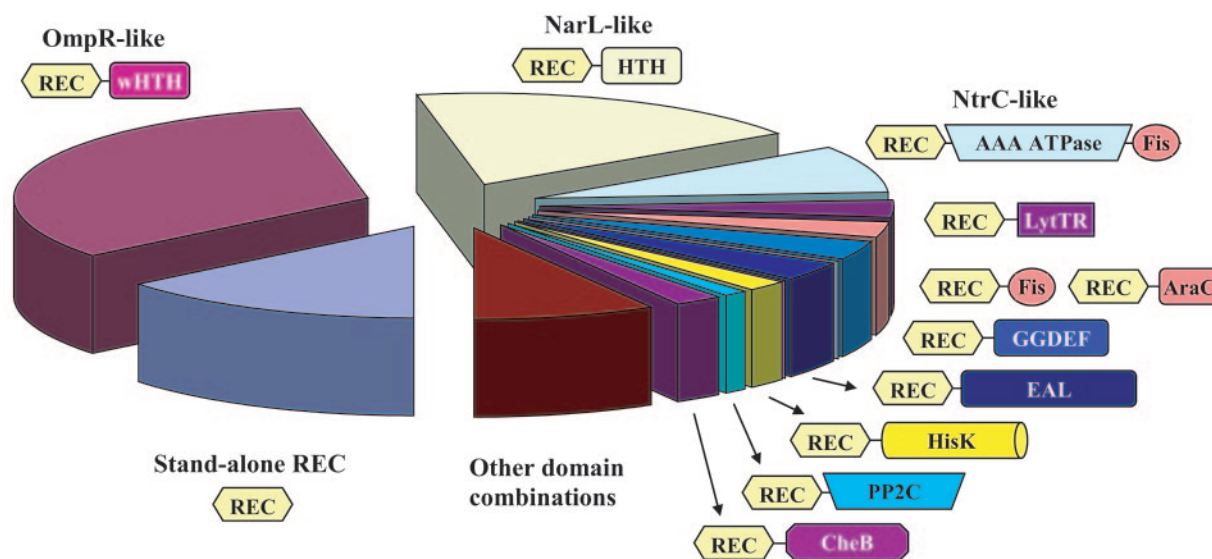 OmpR-like
REC wHTH
NarL-like
REC HTH
NtrC-like
REC AAA ATPase Fis
REC LytTR
REC Fis REC AraC
REC GGDEF
REC EAL
REC HisK
REC PP2C
REC CheB
Stand-alone REC
REC
Other domain
combinations